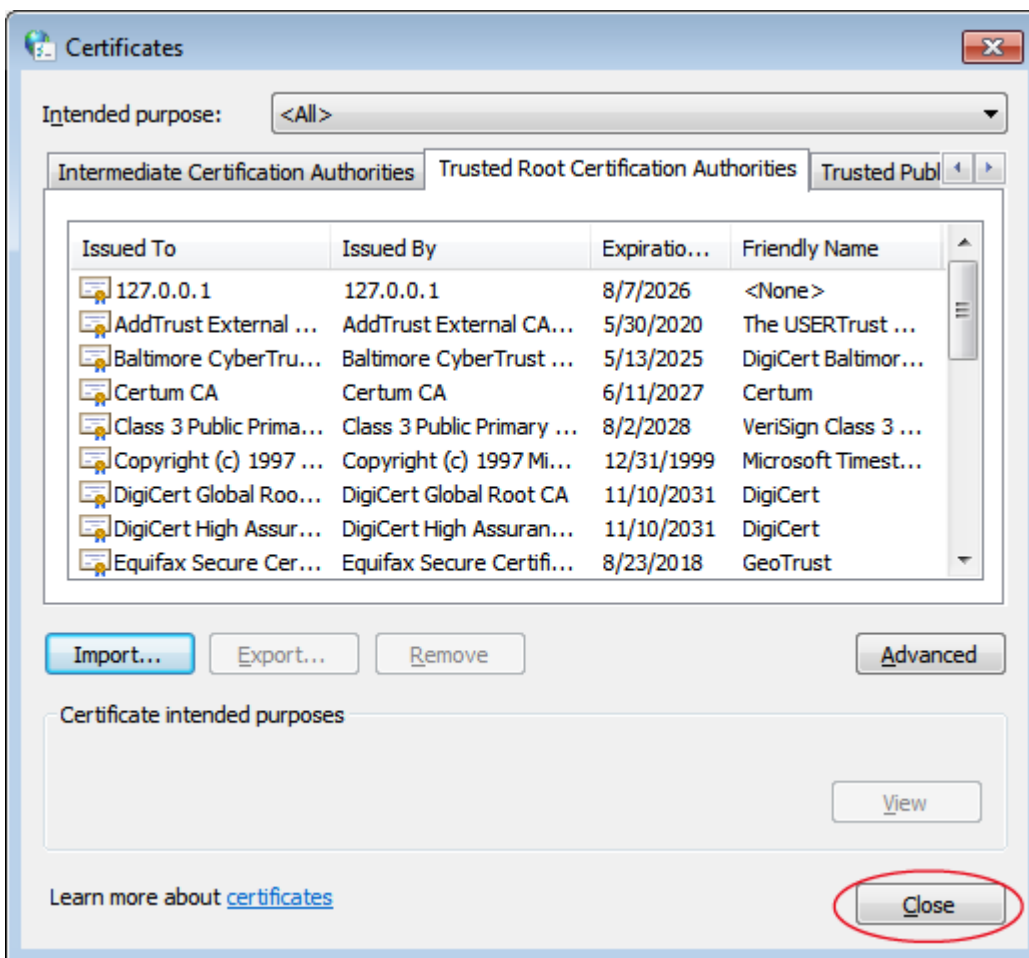 Certificates
Intended purpose: <All>
Intermediate Certification Authorities Trusted Root Certification Authorities Trusted Publ
Issued To Issued By Expiratio... Friendly Name
127.0.0.1 127.0.0.1 8/7/2026 <None>
AddTrust External ... AddTrust External CA... 5/30/2020 The USERTrust ...
Baltimore CyberTru... Baltimore CyberTrust ... 5/13/2025 DigiCert Baltimor...
Certum CA Certum CA 6/11/2027 Certum
Class 3 Public Prima... Class 3 Public Primary ... 8/2/2028 VeriSign Class 3 ...
Copyright (c) 1997 ... Copyright (c) 1997 Mi... 12/31/1999 Microsoft Timest...
DigiCert Global Roo... DigiCert Global Root CA 11/10/2031 DigiCert
DigiCert High Assur... DigiCert High Assuran... 11/10/2031 DigiCert
Equifax Secure Cer... Equifax Secure Certifi... 8/23/2018 GeoTrust
Import... Export... Remove Advanced
Certificate intended purposes
View
Learn more about certificates
Close